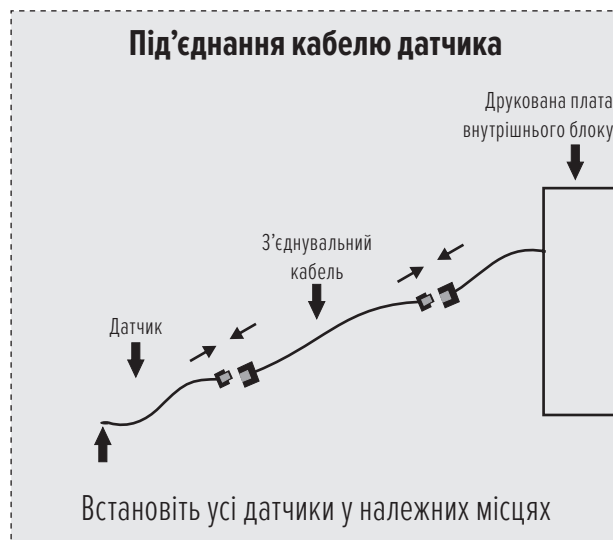 Під’єднання кабелю датчика
Друкована плата
внутрішнього блоку
З’єднувальний
кабель
Датчик
Встановіть усі датчики у належних місцях